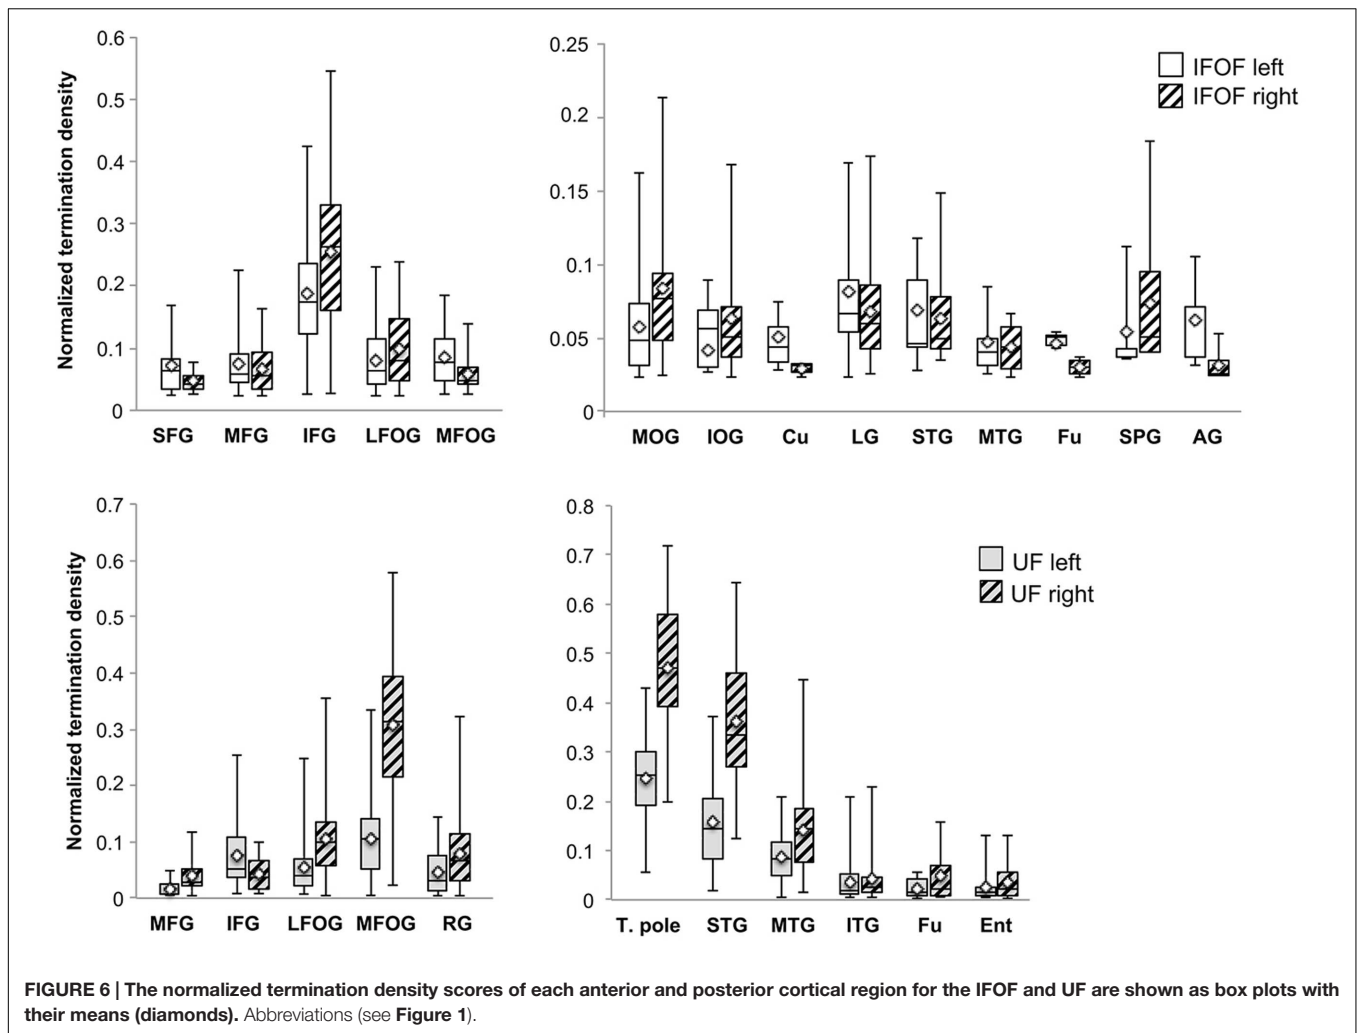 Normalized termination density
0.6
0.5
0.4
0.3
0.2
0.1
0
SFG MFG IFG LFOG MFOG
0.25
0.2
0.15
0.1
0.05
0
MOG IOG Cu LG STG MTG Fu SPG AG
IFOF left
IFOF right
Normalized termination density
0.7
0.6
0.5
0.4
0.3
0.2
0.1
0
MFG IFG LFOG MFOG RG
0.8
0.7
0.6
0.5
0.4
0.3
0.2
0.1
0
T. pole STG MTG ITG Fu Ent
UF left
UF right
FIGURE 6 | The normalized termination density scores of each anterior and posterior cortical region for the IFOF and UF are shown as box plots with
their means (diamonds). Abbreviations (see Figure 1).